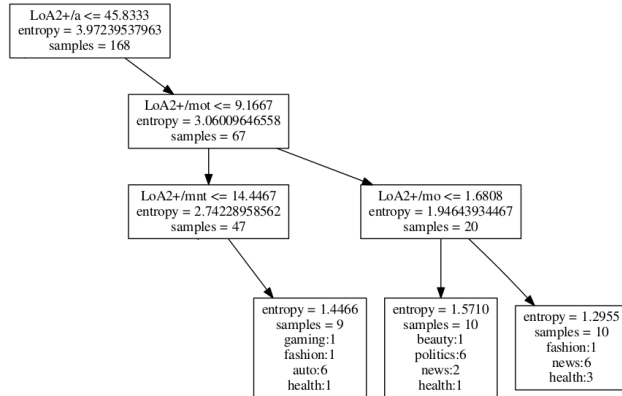 LoA2+/a <= 45.8333
entropy = 3.97239537963
samples = 168
LoA2+/mot <= 9.1667
entropy = 3.06009646558
samples = 67
LoA2+/mnt <= 14.4467
entropy = 2.74228958562
samples = 47
LoA2+/mo <= 1.6808
entropy = 1.94643934467
samples = 20
entropy = 1.4466
samples = 9
gaming:1
fashion:1
auto:6
health:1
entropy = 1.5710
samples = 10
beauty:1
politics:6
news:2
health:1
entropy = 1.2955
samples = 10
fashion:1
news:6
health:3